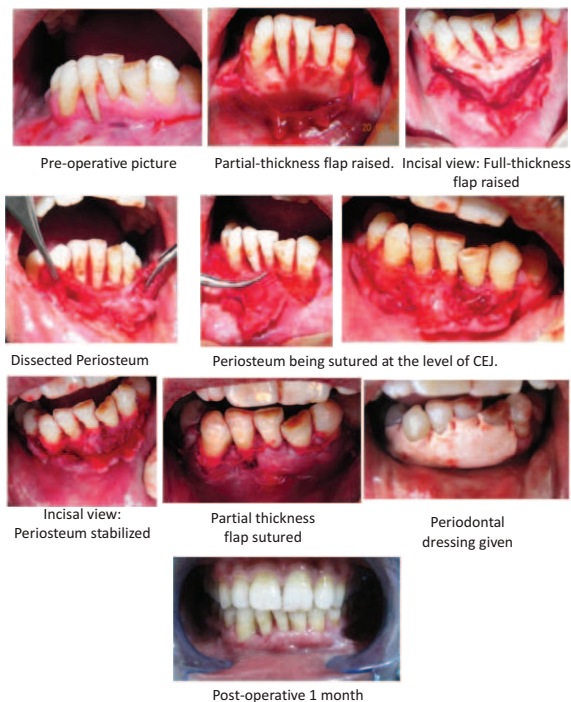 Pre-operative picture
Partial-thickness flap raised.
Incisal view: Full-thickness
flap raised
Dissected Periosteum
Periosteum being sutured at the level of CEJ.
Incisal view:
Periosteum stabilized
Partial thickness
flap sutured
Periodontal
dressing given
Post-operative 1 month